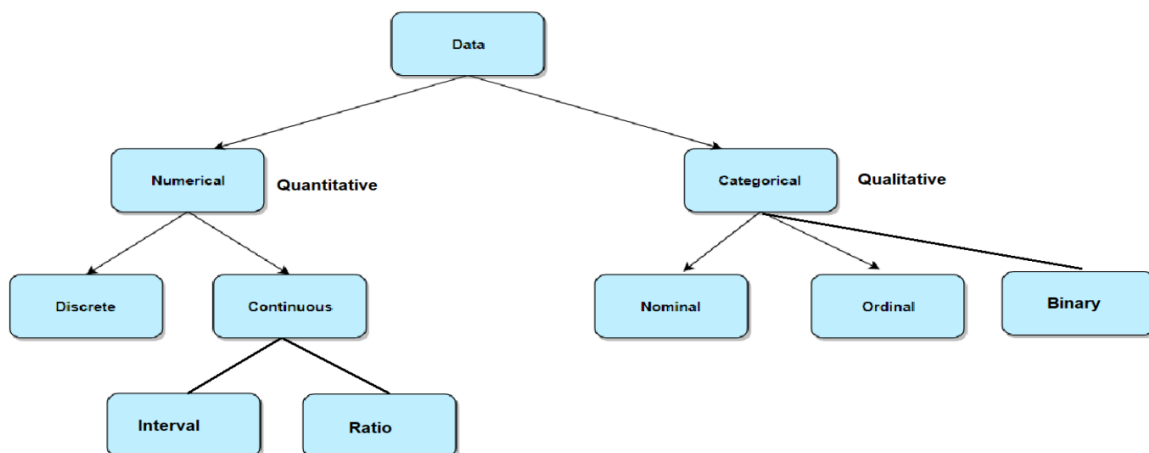 Data
Numerical
Quantitative
Categorical
Qualitative
Discrete
Continuous
Nominal
Ordinal
Binary
Interval
Ratio